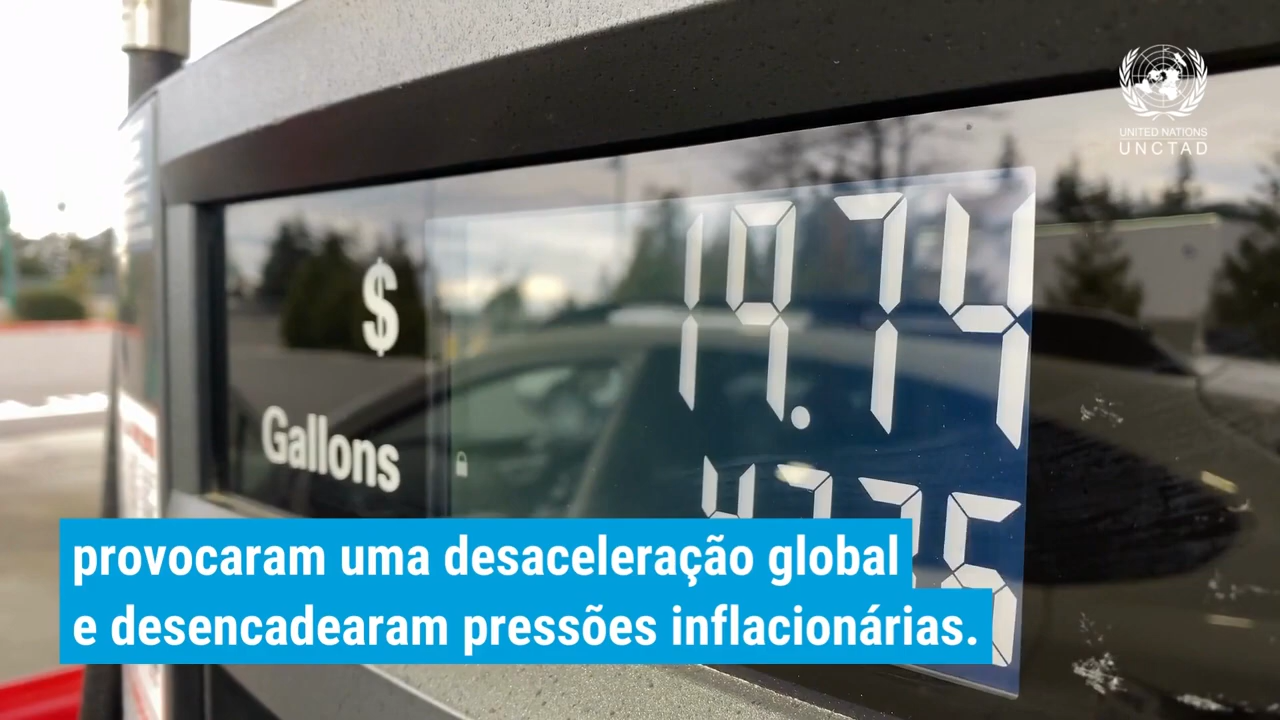 UNITED NATIONS
UNCTAD
$ 19.74
Gallons
provocaram uma desaceleração global
e desencadearam pressões inflacionárias.